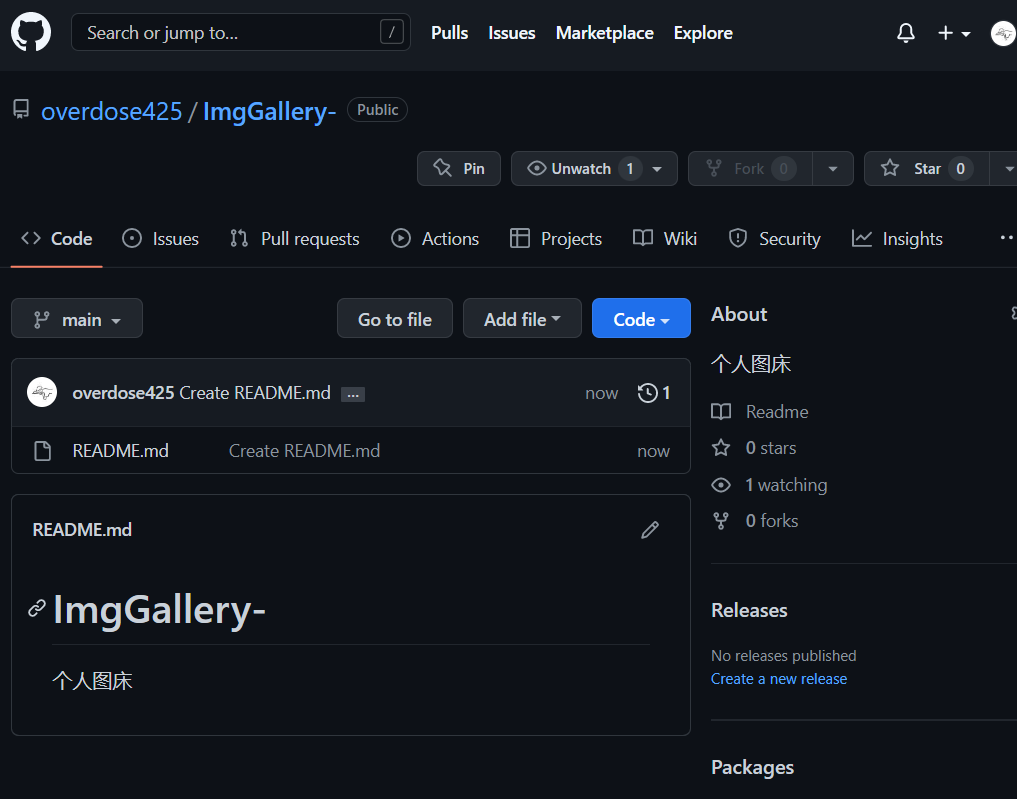 Search or jump to... /
Pulls Issues Marketplace Explore
overdose425 / ImgGallery- Public
Pin Unwatch 1 Fork 0 Star 0
Code Issues Pull requests Actions Projects Wiki Security Insights
main Go to file Add file Code
overdose425 Create README.md ... now 1
README.md Create README.md now
README.md
ImgGallery-
个人图床
About
个人图床
Readme
0 stars
1 watching
0 forks
Releases
No releases published
Create a new release
Packages